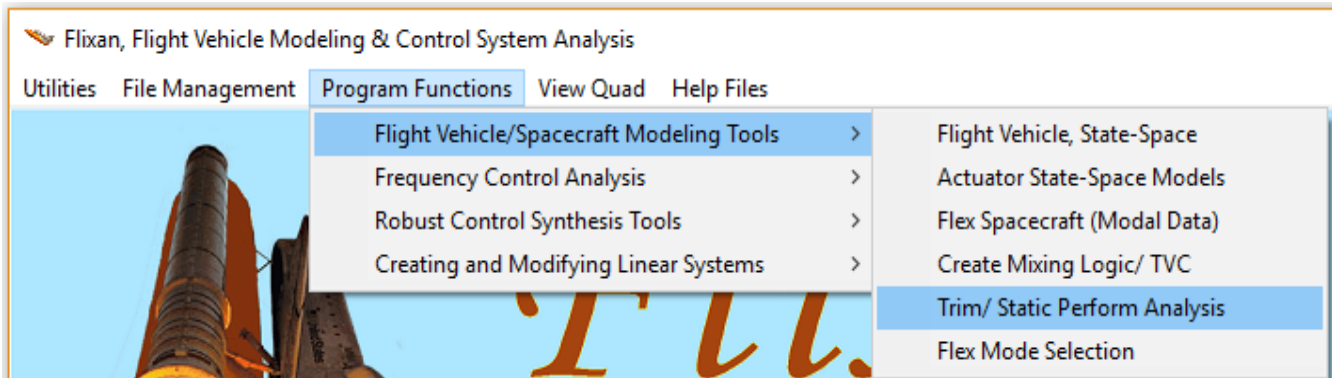 Flixan, Flight Vehicle Modeling & Control System Analysis
Utilities File Management Program Functions View Quad Help Files
Flight Vehicle/Spacecraft Modeling Tools >
Frequency Control Analysis >
Robust Control Synthesis Tools >
Creating and Modifying Linear Systems >
Flight Vehicle, State-Space
Actuator State-Space Models
Flex Spacecraft (Modal Data)
Create Mixing Logic/ TVC
Trim/ Static Perform Analysis
Flex Mode Selection